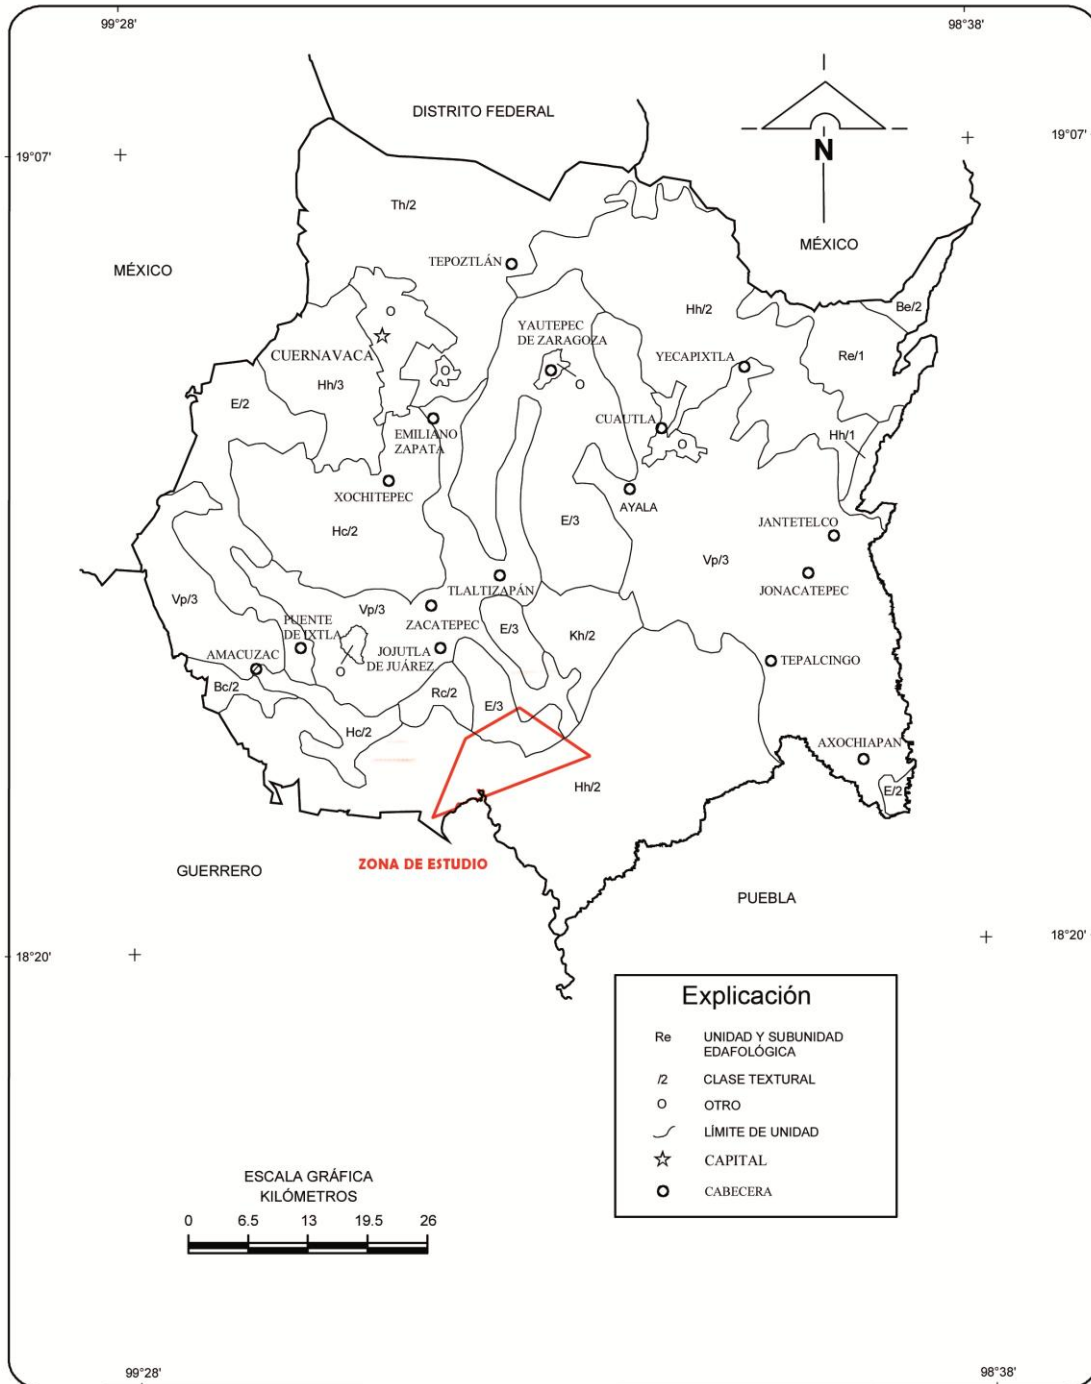 99°28'
98°38'
DISTRITO FEDERAL
19°07'
19°07'
N
Th/2
MÉXICO
TEPOZTLÁN
MÉXICO
Hh/2
Be/2
O
YAUTEPEC
DE ZARAGOZA
CUERNAVACA
YECAPIXTLA
Re/1
O
O
Hh/3
E/2
CUAUTLA
EMILIANO
ZAPATA
O
Hh/1
XOCHITEPEC
AYALA
E/3
Hc/2
JANTETELCO
Vp/3
TLALTIZAPÁN
JONACATEPEC
Vp/3
Vp/3
ZACATEPEC
PUENTE
DE IXTLA
E/3
Kh/2
JOJUTLA
DE JUÁREZ
AMACUZAC
TEPALCINGO
O
Bc/2
Rc/2
E/3
Hc/2
AXOCHIAPAN
Hh/2
E/2
ZONA DE ESTUDIO
GUERRERO
PUEBLA
18°20'
18°20'
Explicación
Re UNIDAD Y SUBUNIDAD
EDAFOLÓGICA
/2 CLASE TEXTURAL
O OTRO
LÍMITE DE UNIDAD
CAPITAL
CABECERA
ESCALA GRÁFICA
KILÓMETROS
0 6.5 13 19.5 26
99°28'
98°38'